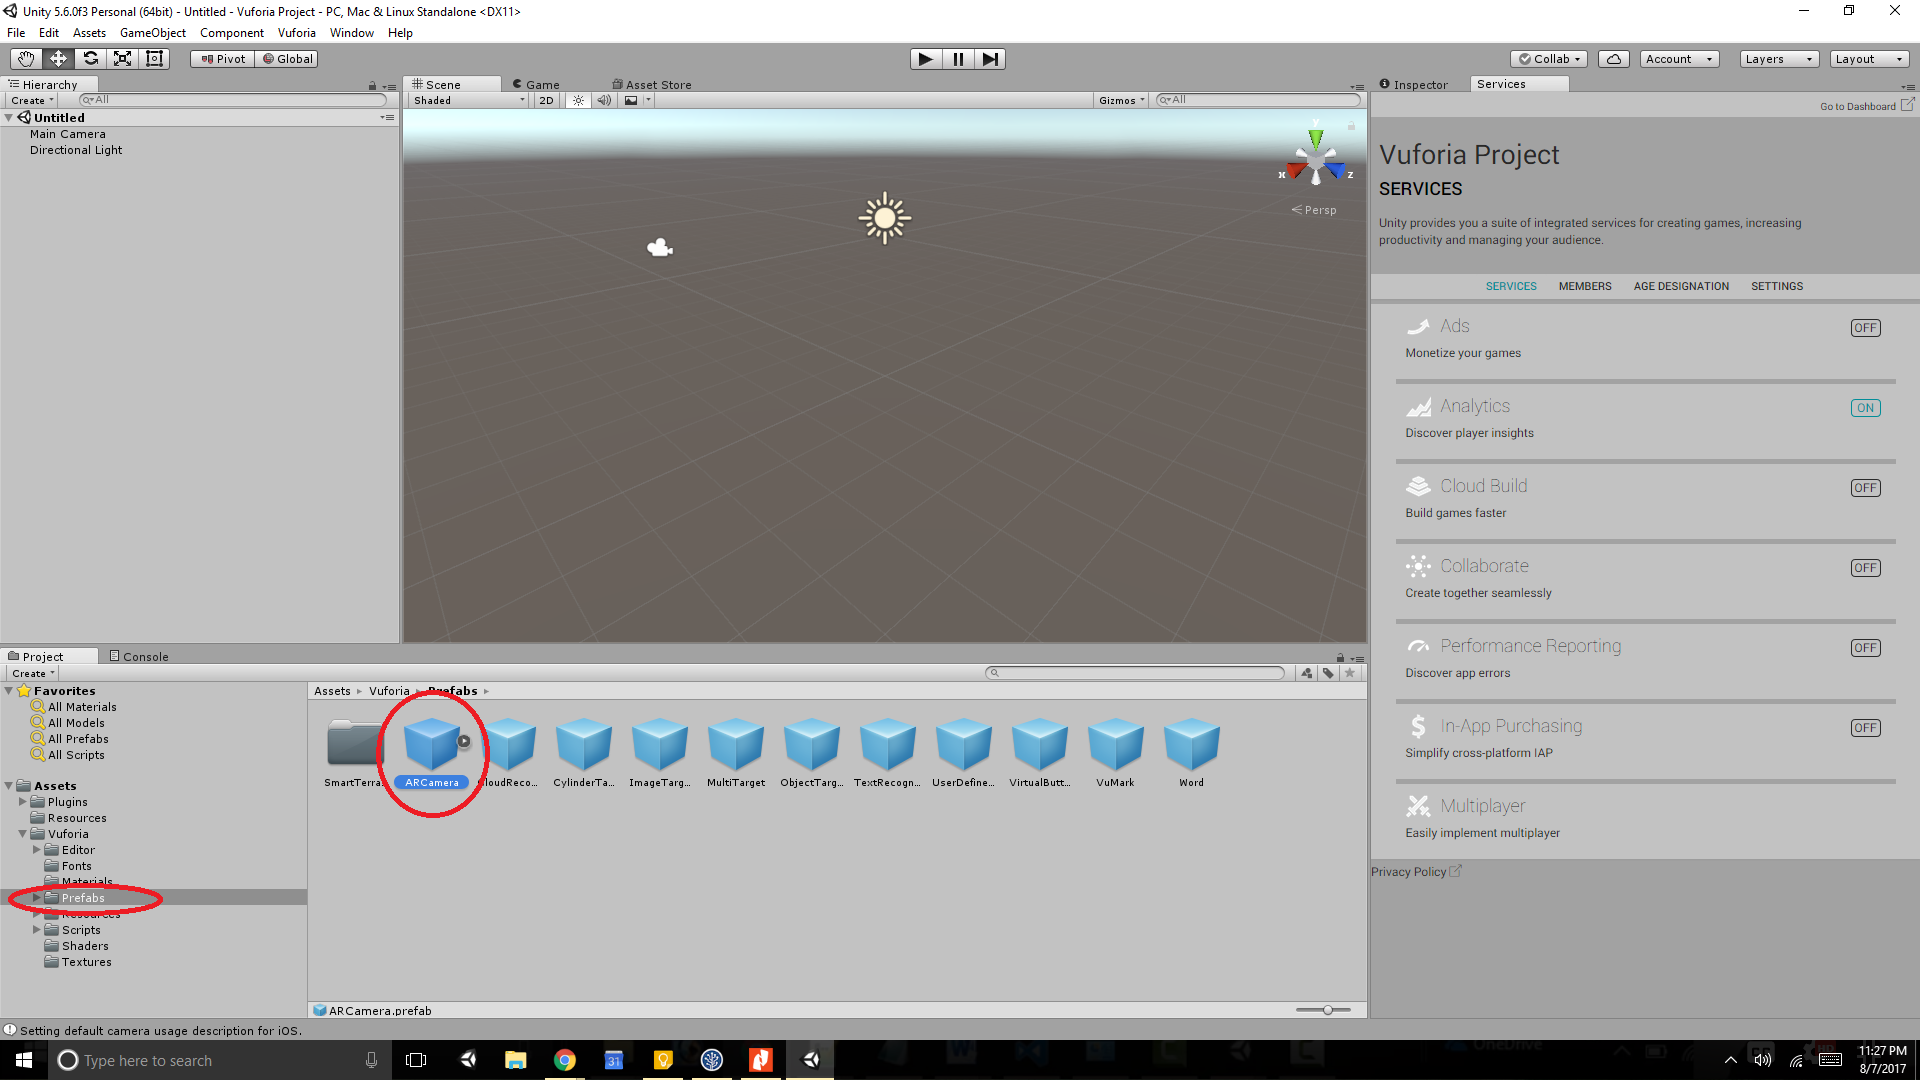 Unity 5.6.0f3 Personal (64bit) - Untitled - Vuforia Project - PC, Mac & Linux Standalone <DX11>
File Edit Assets GameObject Component Vuforia Window Help
Pivot Global Collab Account Layers Layout
Hierarchy
Create All
Untitled
Main Camera
Directional Light
Scene Game Asset Store
Shaded 2D Gizmos All
y
x z
Persp
Inspector Services
Go to Dashboard
Vuforia Project
SERVICES
Unity provides you a suite of integrated services for creating games, increasing
productivity and managing your audience.
SERVICES MEMBERS AGE DESIGNATION SETTINGS
Ads OFF
Monetize your games
Analytics ON
Discover player insights
Cloud Build OFF
Build games faster
Collaborate OFF
Create together seamlessly
Performance Reporting OFF
Discover app errors
In-App Purchasing OFF
Simplify cross-platform IAP
Multiplayer
Easily implement multiplayer
Privacy Policy
Project Console
Create
Favorites
All Materials
All Models
All Prefabs
All Scripts
Assets
Plugins
Resources
Vuforia
Editor
Fonts
Materials
Prefabs
Resources
Scripts
Shaders
Textures
Assets Vuforia Prefabs
SmartTerra... ARCamera CloudReco... CylinderTa... ImageTarg... MultiTarget ObjectTarg... TextRecogn... UserDefine... VirtualButt... VuMark Word
ARCamera.prefab
Setting default camera usage description for iOS.
Type here to search
31
OneDrive
11:27 PM
8/7/2017